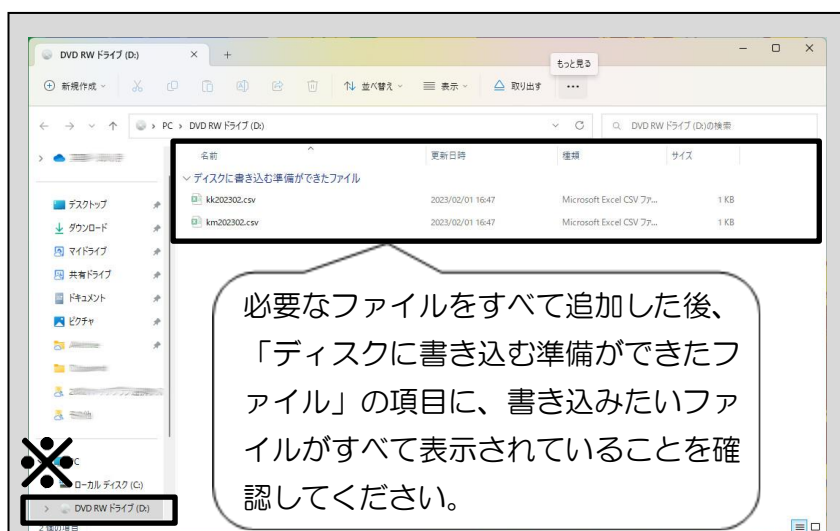 DVD RW ドライブ (D:)
もっと見る
新規作成
並べ替え
表示
取り出す
PC > DVD RW ドライブ (D:)
DVD RW ドライブ (D:)の検索
名前 更新日時 種類 サイズ
ディスクに書き込む準備ができたファイル
kk202302.csv 2023/02/01 16:47 Microsoft Excel CSV ファ... 1 KB
km202302.csv 2023/02/01 16:47 Microsoft Excel CSV ファ... 1 KB
デスクトップ
ダウンロード
マイドライブ
共有ドライブ
ドキュメント
ピクチャ
必要なファイルをすべて追加した後、
「ディスクに書き込む準備ができたフ
ァイル」の項目に、書き込みたいファ
イルがすべて表示されていることを確
認してください。
※
ローカル ディスク (C:)
DVD RW ドライブ (D:)
2 個の項目